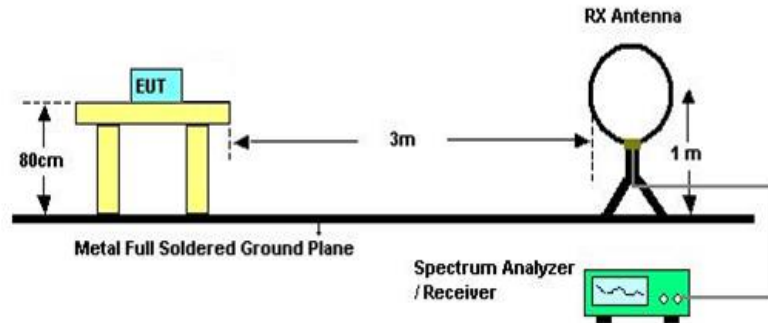 RX Antenna
EUT
80cm
3m
1 m
Metal Full Soldered Ground Plane
Spectrum Analyzer
/ Receiver